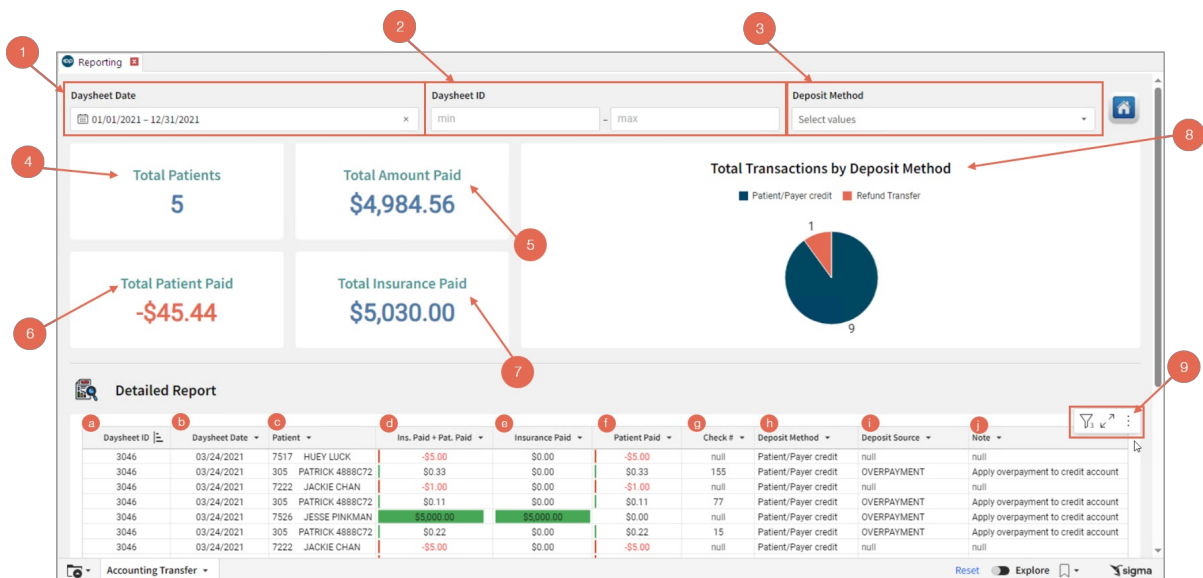 1
2
3
Reporting
Daysheet Date
Daysheet ID
Deposit Method
01/01/2021 – 12/31/2021 ×
min – max
Select values
4
8
Total Patients
5
Total Amount Paid
$4,984.56
5
Total Transactions by Deposit Method
Patient/Payer credit Refund Transfer
1
9
6
Total Patient Paid
-$45.44
Total Insurance Paid
$5,030.00
7
9
Detailed Report
a b c d e f g h i j
Daysheet ID Daysheet Date Patient Ins. Paid + Pat. Paid Insurance Paid Patient Paid Check # Deposit Method Deposit Source Note
3046 03/24/2021 7517 HUEY LUCK -$5.00 $0.00 -$5.00 null Patient/Payer credit null null
3046 03/24/2021 305 PATRICK 4888C72 $0.33 $0.00 $0.33 155 Patient/Payer credit OVERPAYMENT Apply overpayment to credit account
3046 03/24/2021 7222 JACKIE CHAN -$1.00 $0.00 -$1.00 null Patient/Payer credit null null
3046 03/24/2021 305 PATRICK 4888C72 $0.11 $0.00 $0.11 77 Patient/Payer credit OVERPAYMENT Apply overpayment to credit account
3046 03/24/2021 7526 JESSE PINKMAN $5,000.00 $5,000.00 $0.00 null Patient/Payer credit OVERPAYMENT Apply overpayment to credit account
3046 03/24/2021 305 PATRICK 4888C72 $0.22 $0.00 $0.22 15 Patient/Payer credit OVERPAYMENT Apply overpayment to credit account
3046 03/24/2021 7222 JACKIE CHAN -$5.00 $0.00 -$5.00 null Patient/Payer credit null null
Accounting Transfer
Reset Explore sigma